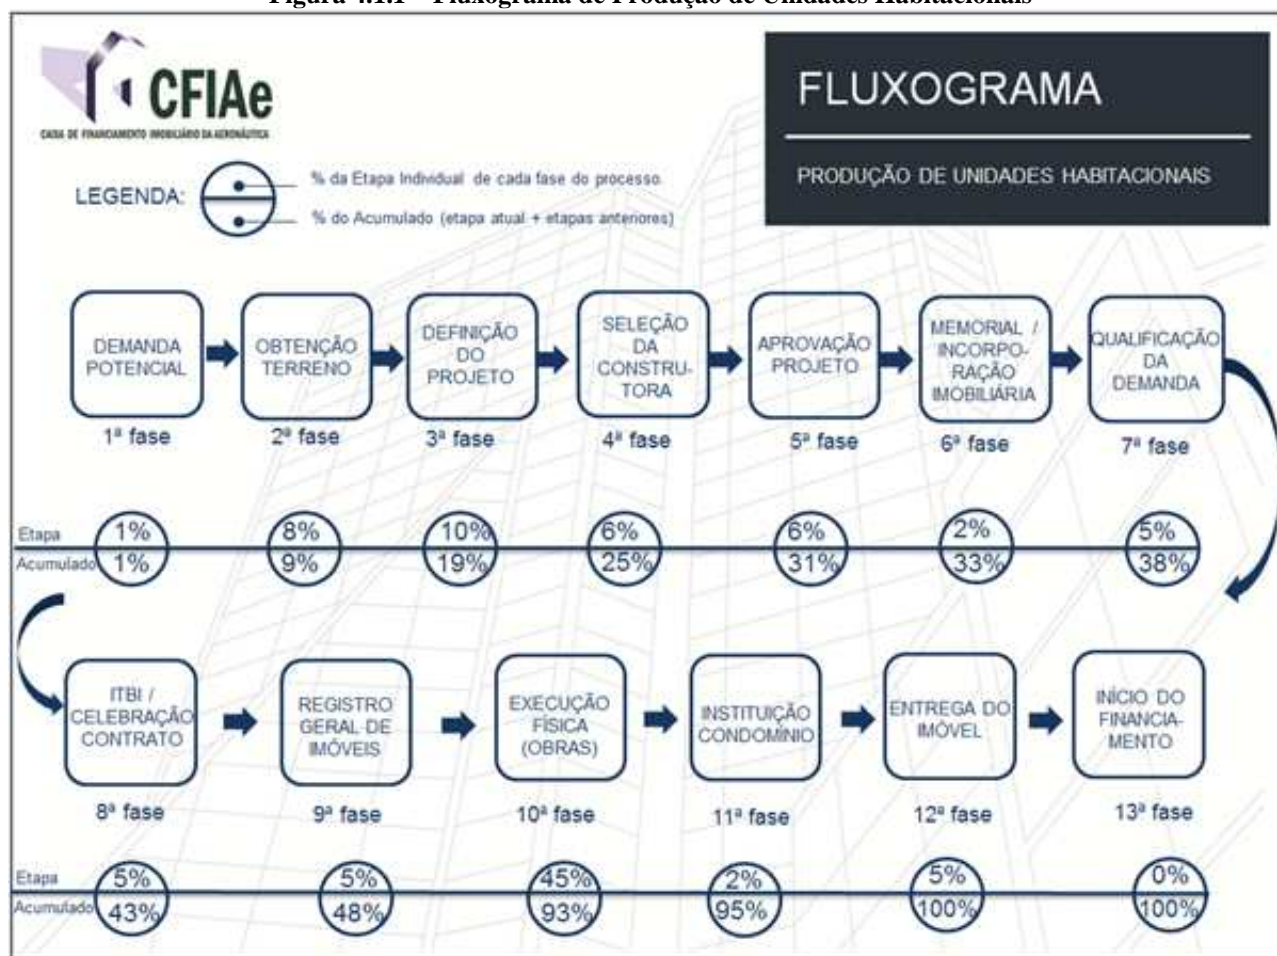 Figura 4.1.1 – Fluxograma de Produção de Unidades Habitacionais
CFIAe
CAIXA DE FINANCIAMENTO IMOBILIÁRIO DA AERONÁUTICA
FLUXOGRAMA
PRODUÇÃO DE UNIDADES HABITACIONAIS
LEGENDA:
% da Etapa Individual de cada fase do processo.
% do Acumulado (etapa atual + etapas anteriores)
DEMANDA
POTENCIAL
1ª fase
OBTENÇÃO
TERRENO
2ª fase
DEFINIÇÃO
DO
PROJETO
3ª fase
SELEÇÃO
DA
CONSTRU-
TORA
4ª fase
APROVAÇÃO
PROJETO
5ª fase
MEMORIAL /
INCORPO-
RAÇÃO
IMOBILIÁRIA
6ª fase
QUALIFICAÇÃO
DA
DEMANDA
7ª fase
Etapa 1% 8% 10% 6% 6% 2% 5%
Acumulado 1% 9% 19% 25% 31% 33% 38%
ITBI /
CELEBRAÇÃO
CONTRATO
8ª fase
REGISTRO
GERAL DE
IMÓVEIS
9ª fase
EXECUÇÃO
FÍSICA
(OBRAS)
10ª fase
INSTITUIÇÃO
CONDOMÍNIO
11ª fase
ENTREGA DO
IMÓVEL
12ª fase
INÍCIO DO
FINANCIA-
MENTO
13ª fase
Etapa 5% 5% 45% 2% 5% 0%
Acumulado 43% 48% 93% 95% 100% 100%